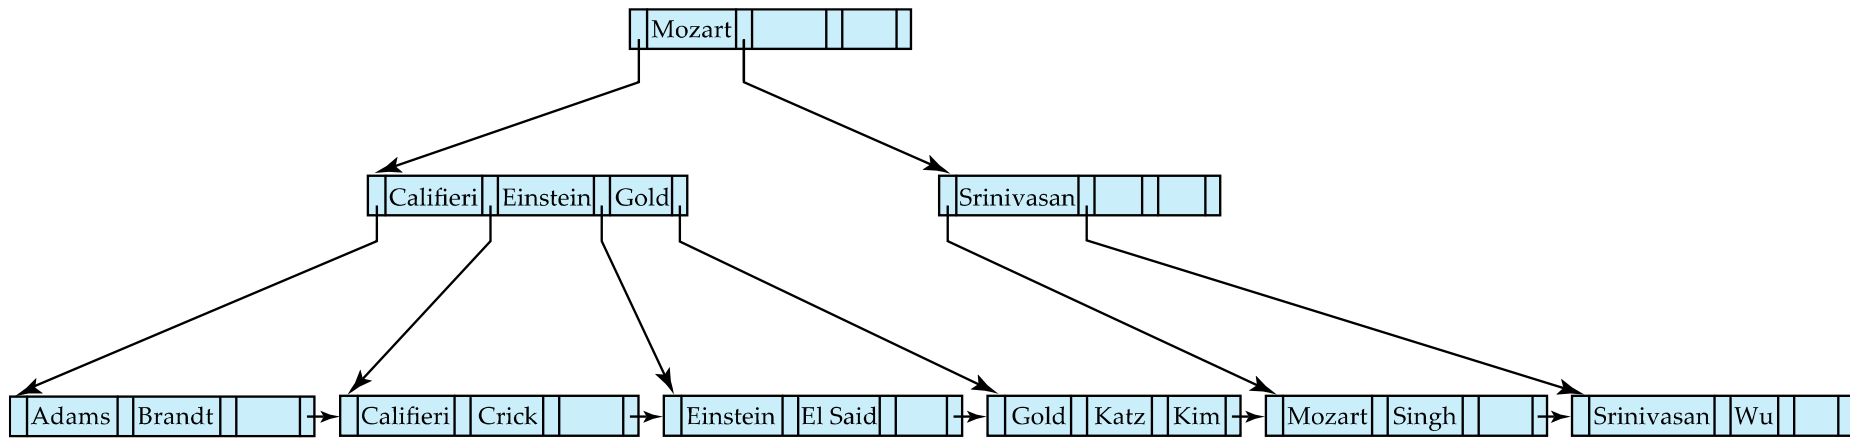 Mozart
Califieri Einstein Gold Srinivasan
Adams Brandt Califieri Crick Einstein El Said Gold Katz Kim Mozart Singh Srinivasan Wu